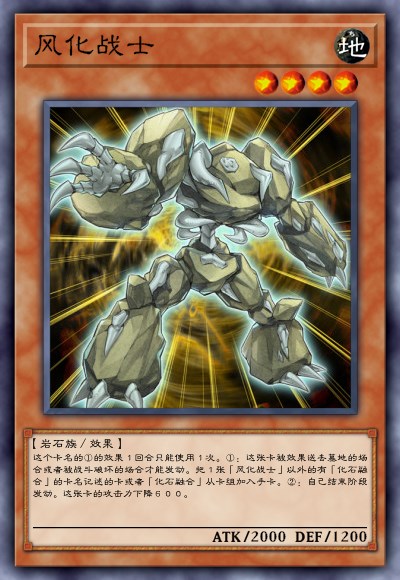 风化战士
地
【岩石族／效果】
这个卡名的①的效果１回合只能使用１次。①：这张卡被效果送去墓地的场
合或者被战斗破坏的场合才能发动。把１张「风化战士」以外的有「化石融
合」的卡名记述的卡或者「化石融合」从卡组加入手卡。②：自己结束阶段
发动。这张卡的攻击力下降６００。
ATK/2000 DEF/1200